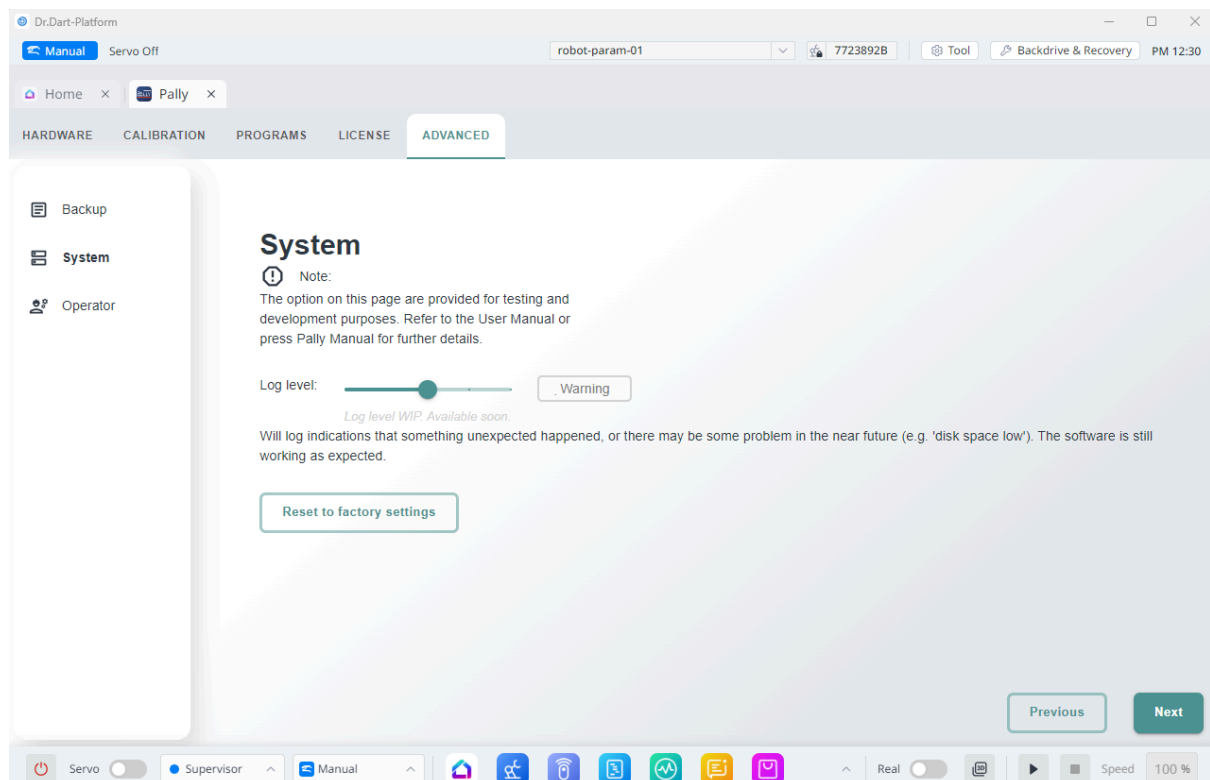 Dr.Dart-Platform
Manual Servo Off robot-param-01 7723892B Tool Backdrive & Recovery PM 12:30
Home Pally
HARDWARE CALIBRATION PROGRAMS LICENSE ADVANCED
Backup
System
Operator
System
Note:
The option on this page are provided for testing and
development purposes. Refer to the User Manual or
press Pally Manual for further details.
Log level: Warning
Log level WIP. Available soon.
Will log indications that something unexpected happened, or there may be some problem in the near future (e.g. 'disk space low'). The software is still
working as expected.
Reset to factory settings
Previous Next
Servo Supervisor Manual Real 3D Speed 100 %